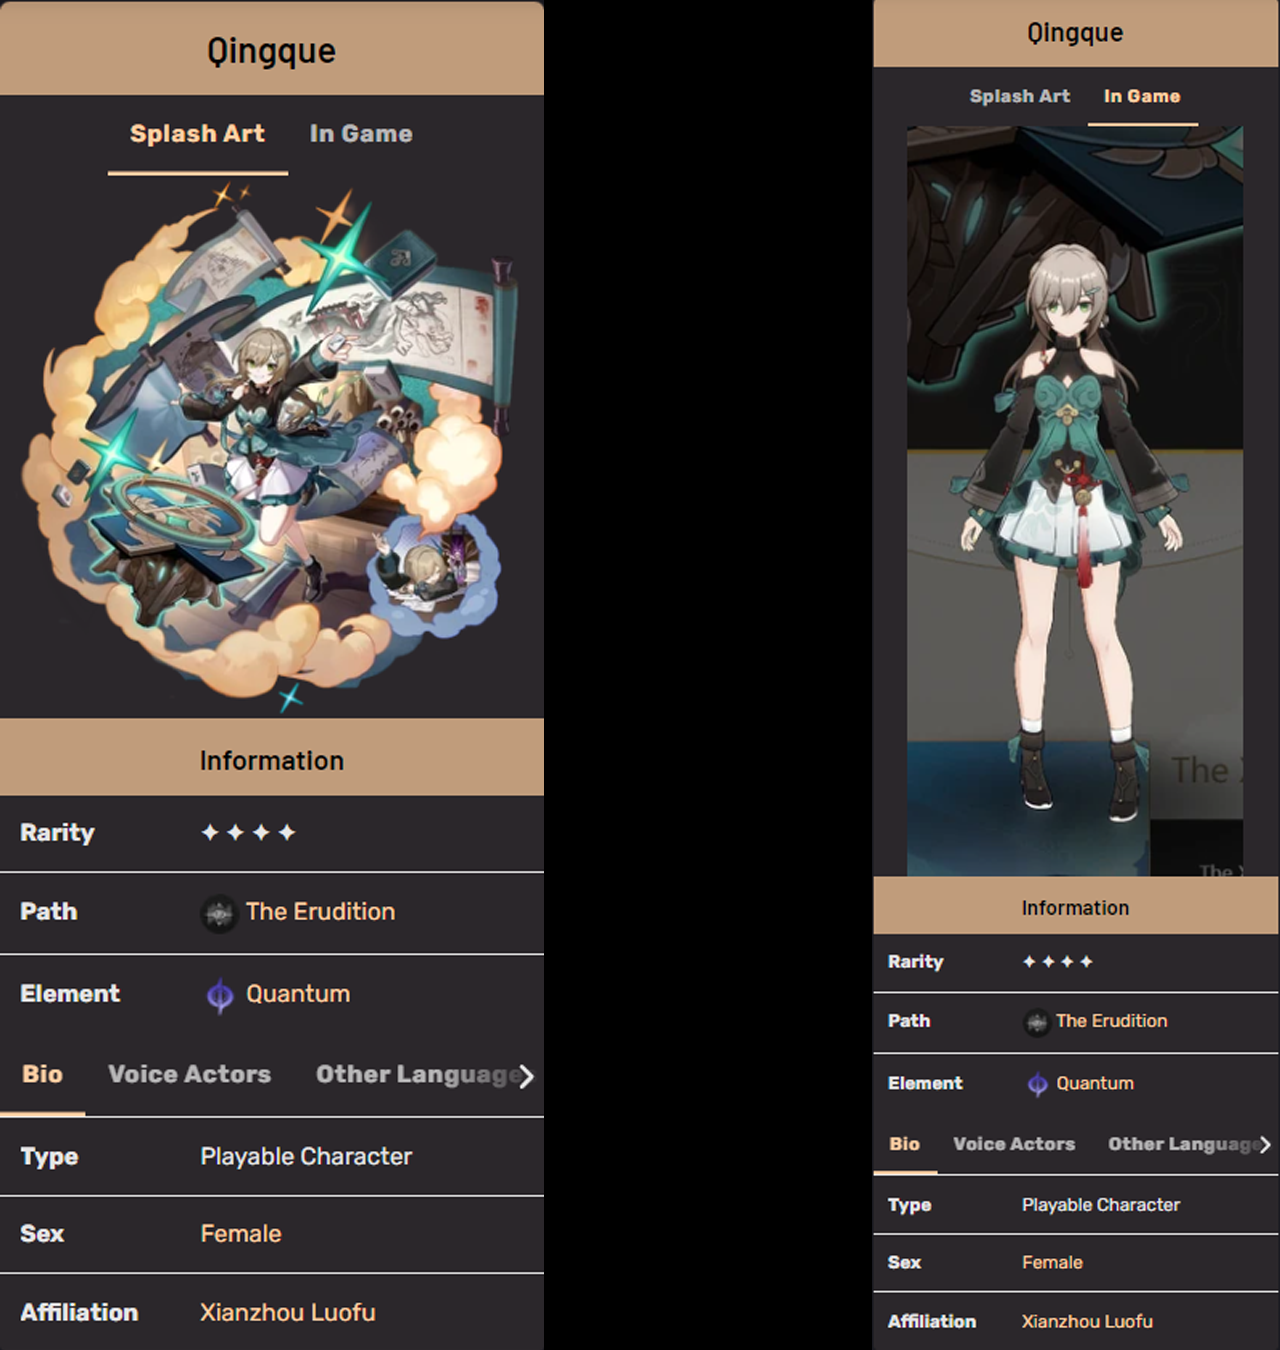 Qingque
Splash Art In Game
Information
Rarity
Path The Erudition
Element Quantum
Bio Voice Actors Other Language
Type Playable Character
Sex Female
Affiliation Xianzhou Luofu
Qingque
Splash Art In Game
The
The
Information
Rarity
Path The Erudition
Element Quantum
Bio Voice Actors Other Language
Type Playable Character
Sex Female
Affiliation Xianzhou Luofu